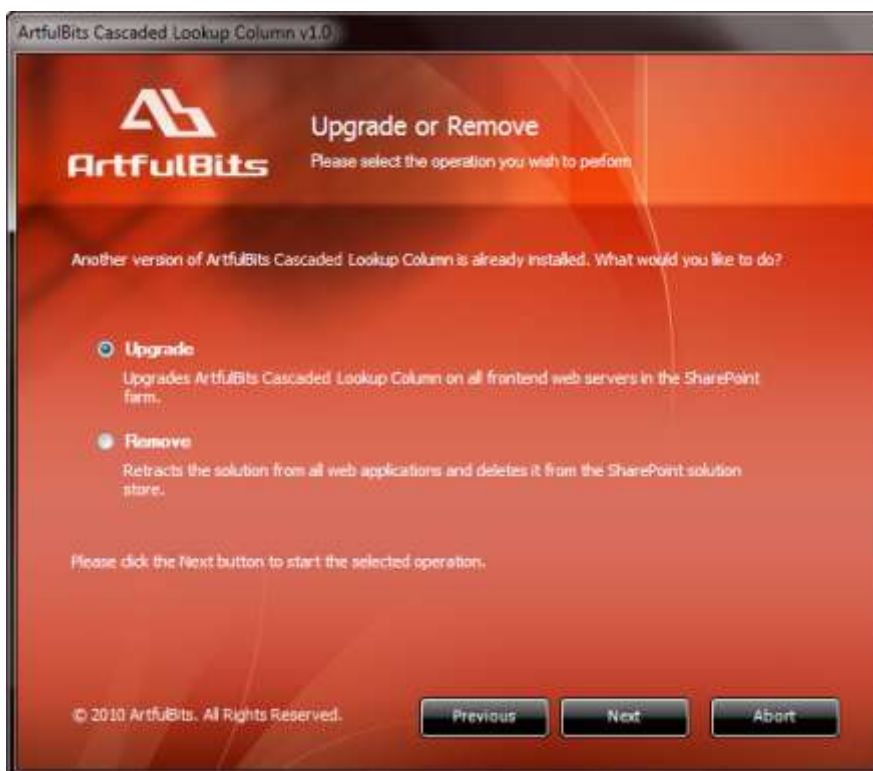 ArtfulBits Cascaded Lookup Column v1.0
ArtfulBits
Upgrade or Remove
Please select the operation you wish to perform
Another version of ArtfulBits Cascaded Lookup Column is already installed. What would you like to do?
Upgrade
Upgrades ArtfulBits Cascaded Lookup Column on all frontend web servers in the SharePoint
farm.
Remove
Retracts the solution from all web applications and deletes it from the SharePoint solution
store.
Please click the Next button to start the selected operation.
© 2010 ArtfulBits. All Rights Reserved.
Previous
Next
Abort